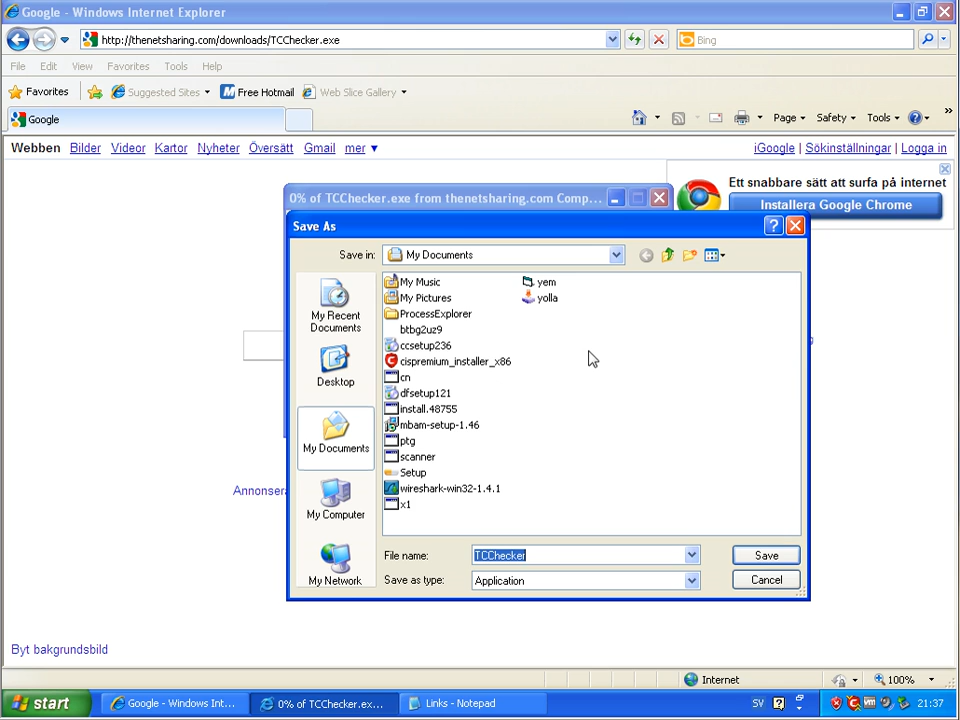 Google - Windows Internet Explorer
http://thenetsharing.com/downloads/TCChecker.exe
Bing
File Edit View Favorites Tools Help
Favorites Suggested Sites Free Hotmail Web Slice Gallery
Google
Page Safety Tools »
Webben Bilder Videor Kartor Nyheter Översätt Gmail mer ▼ iGoogle | Sökinställningar | Logga in
Ett snabbare sätt att surfa på internet
Installera Google Chrome
0% of TCChecker.exe from thenetsharing.com Comp...
Save As
Save in: My Documents
My Recent Documents
Desktop
My Documents
My Computer
My Network
My Music
My Pictures
ProcessExplorer
btbg2uz9
ccsetup236
cispremium_installer_x86
cn
dfsetup121
install.48755
mbam-setup-1.46
ptg
scanner
Setup
wireshark-win32-1.4.1
x1
yem
yolla
File name: TCChecker Save
Save as type: Application Cancel
Annonsera
Byt bakgrundsbild
Internet 100%
start Google - Windows Int... 0% of TCChecker.ex... Links - Notepad SV 21:37